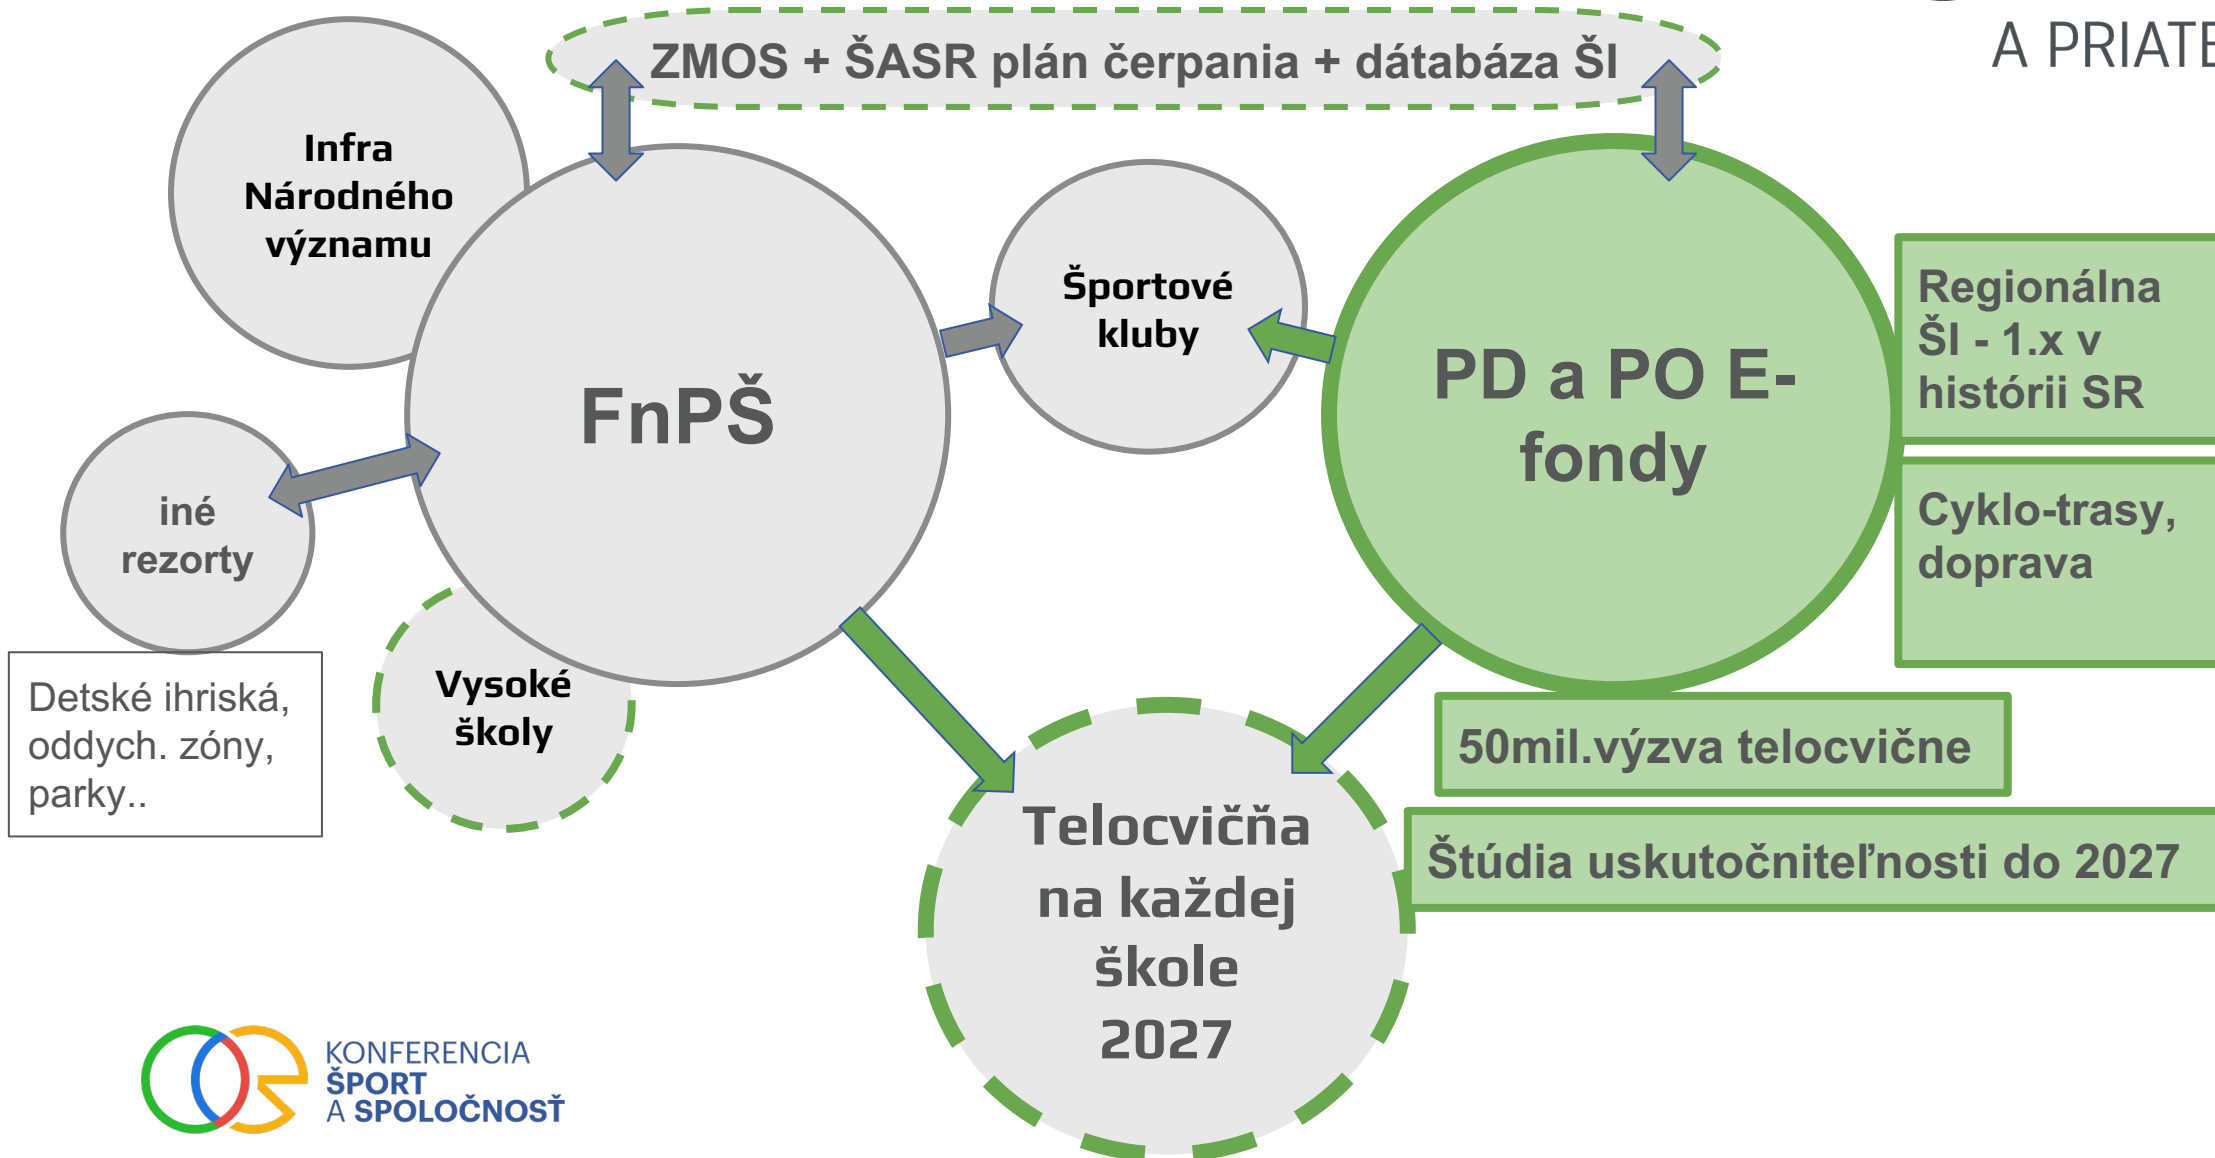 A PRIATE
ZMOS + ŠASR plán čerpania + dátabáza ŠI
Infra
Národného
významu
FnPŠ
Športové
kluby
PD a PO E-
fondy
Regionálna
ŠI - 1.x v
histórii SR
Cyklo-trasy,
doprava
iné
rezorty
Detské ihriská,
oddych. zóny,
parky..
Vysoké
školy
50mil.výzva telocvične
Štúdia uskutočniteľnosti do 2027
Telocvičňa
na každej
škole
2027
KONFERENCIA
ŠPORT
A SPOLOČNOSŤ